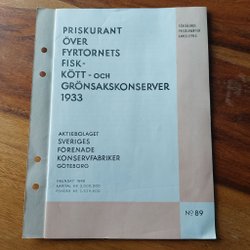 PRISKURANT
ÖVER
FYRTORNETS
FISK-
KÖTT- OCH
GRÖNSAKSKONSERVER
1933
AKTIEBOLAGET
SVERIGES
FÖRENADE
KONSERVFABRIKER
GÖTEBORG
No 89